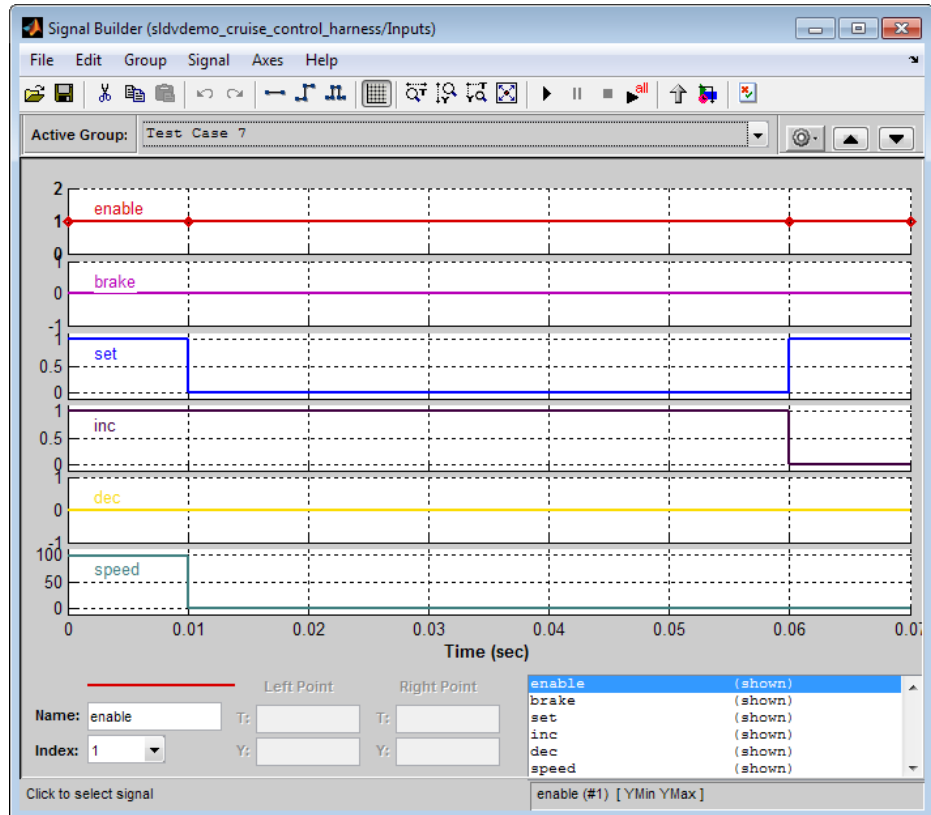 Signal Builder (sldvdemo_cruise_control_harness/Inputs)
File Edit Group Signal Axes Help
all
Active Group: Test Case 7
2
enable
1
0
1
brake
0
-1
1
set
0.5
0
1
inc
0.5
0
1
dec
0
-1
100
speed
50
0
0 0.01 0.02 0.03 0.04 0.05 0.06 0.07
Time (sec)
Left Point Right Point
Name: enable T: T:
Index: 1 Y: Y:
enable (shown)
brake (shown)
set (shown)
inc (shown)
dec (shown)
speed (shown)
Click to select signal enable (#1) [ YMin YMax ]